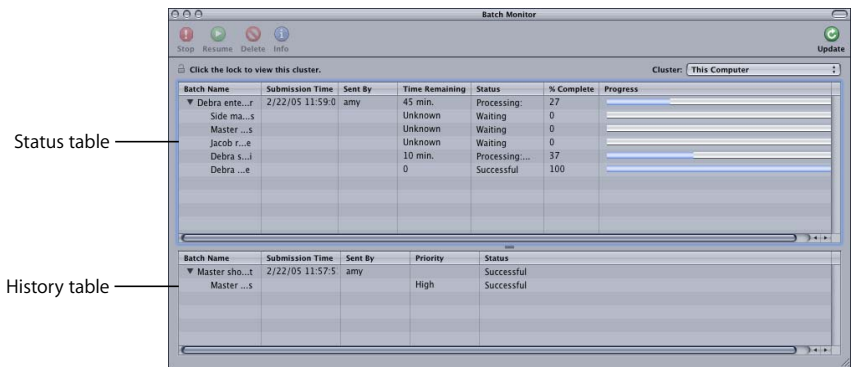 Batch Monitor
Stop Resume Delete Info Update
Click the lock to view this cluster. Cluster: This Computer
Batch Name Submission Time Sent By Time Remaining Status % Complete Progress
Debra ente...r 2/22/05 11:59:0 amy 45 min. Processing: 27
Side ma...s Unknown Waiting 0
Master ...s Unknown Waiting 0
Status table
Jacob r...e Unknown Waiting 0
Debra s...i 10 min. Processing:... 37
Debra ...e 0 Successful 100
Batch Name Submission Time Sent By Priority Status
Master sho...t 2/22/05 11:57:5 amy Successful
History table
Master ...s High Successful